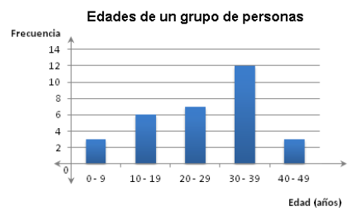 Edades de un grupo de personas
Frecuencia
14
12
10
8
6
4
2
0
0 - 9 10 - 19 20 - 29 30 - 39 40 - 49
Edad (años)